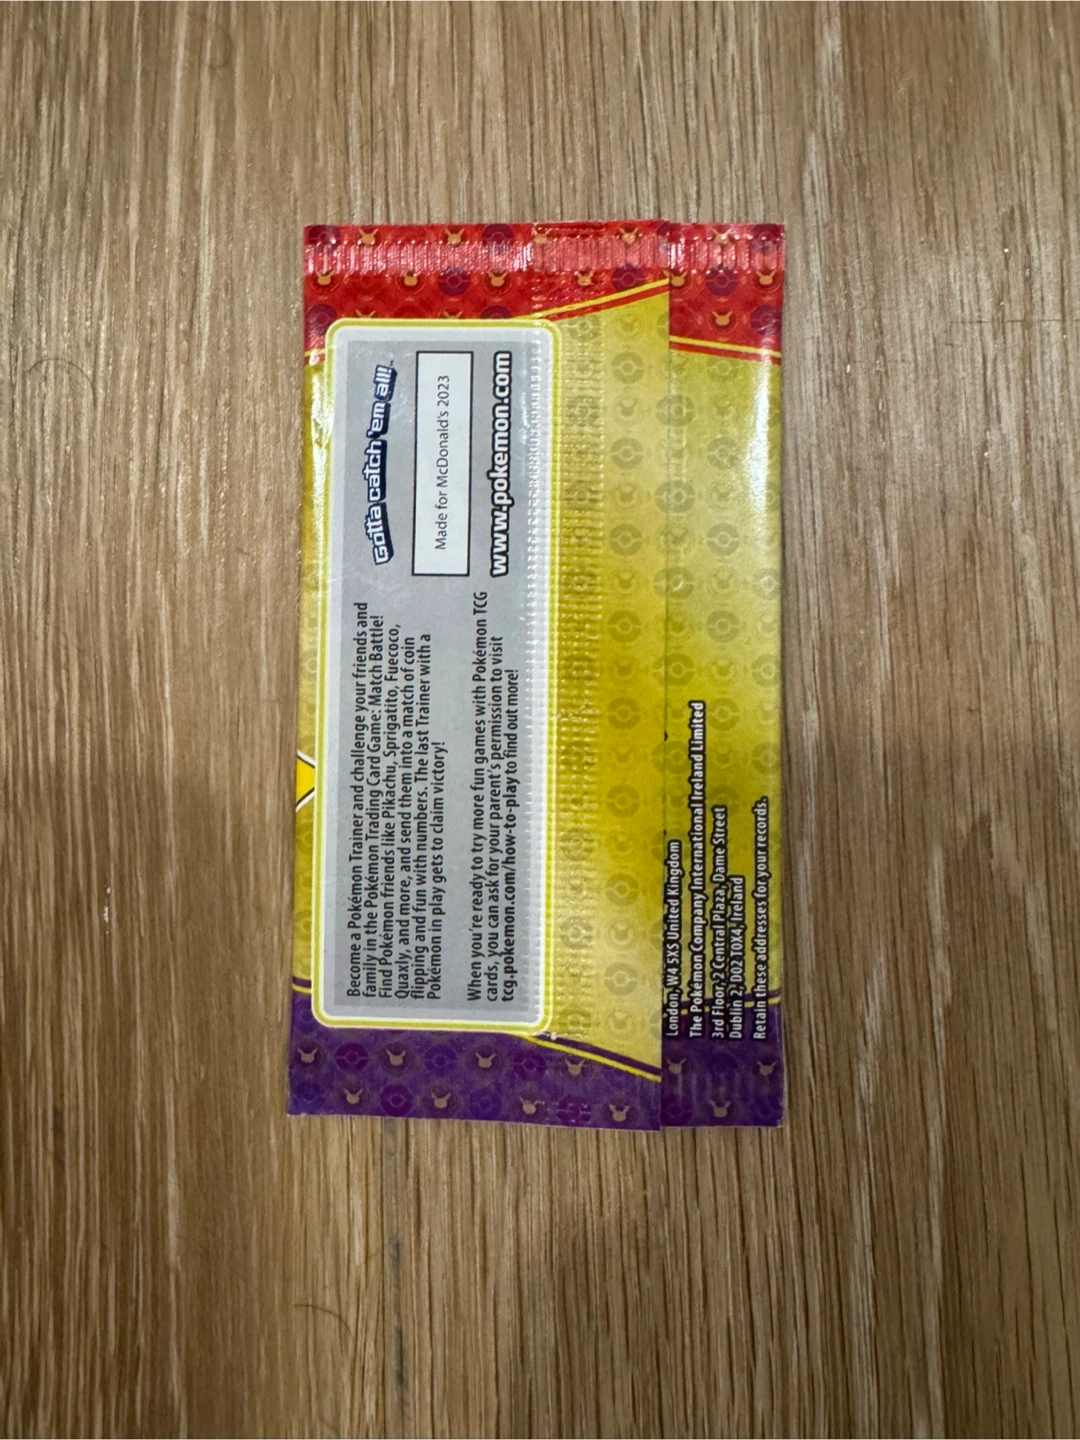 Become a Pokémon Trainer and challenge your friends and
family in the Pokémon Trading Card Game: Match Battle!
Find Pokémon friends like Pikachu, Sprigatito, Fuecoco,
Quaxly, and more, and send them into a match of coin
flipping and fun with numbers. The last Trainer with a
Pokémon in play gets to claim victory!
When you're ready to try more fun games with Pokémon TCG
cards, you can ask for your parent's permission to visit
tcg.pokemon.com/how-to-play to find out more!
Gotta catch 'em all!™
Made for McDonald's 2023
www.pokemon.com
London, W4 5XS United Kingdom
The Pokémon Company International Ireland Limited
3rd Floor, 2 Central Plaza, Dame Street
Dublin 2, D02 T0X4, Ireland
Retain these addresses for your records.